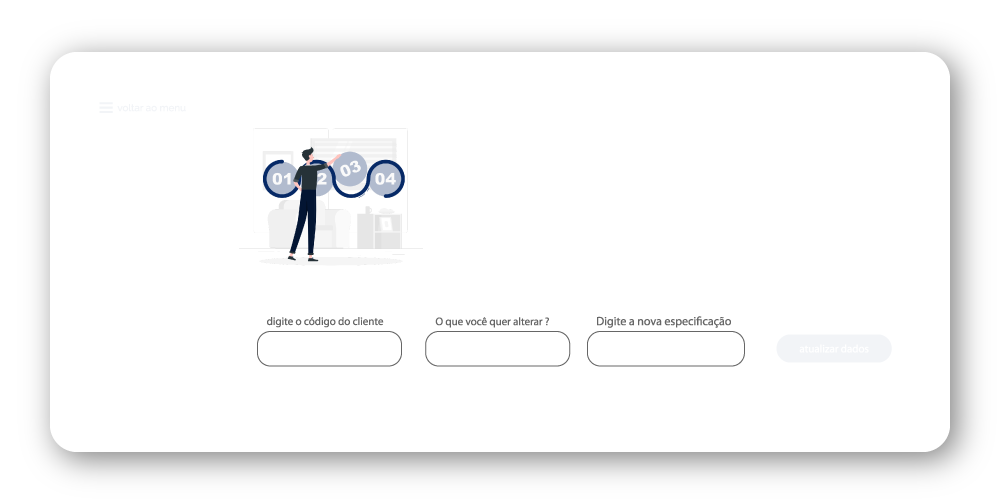 voltar ao menu
01 2 03 04
digite o código do cliente
O que você quer alterar ?
Digite a nova especificação
atualizar dados